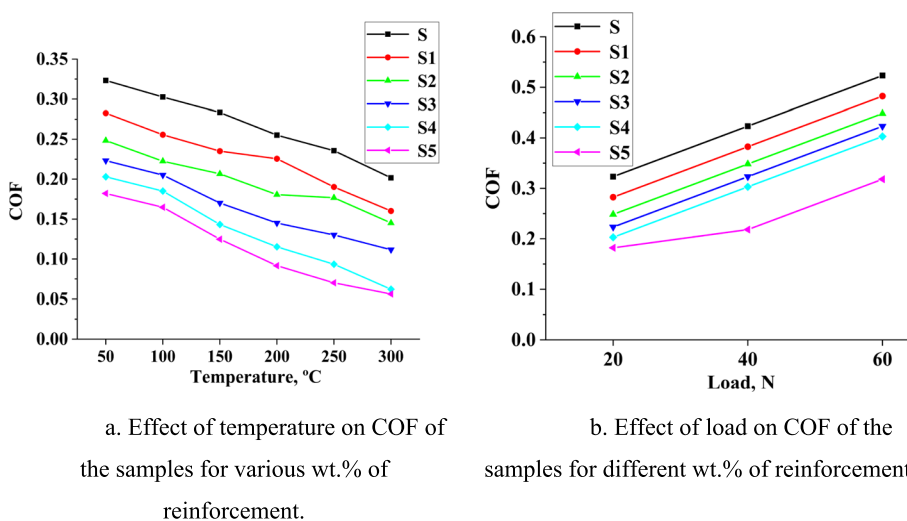 S
S1
S2
S3
S4
S5
0.35
0.30
0.25
0.20
0.15
0.10
0.05
0.00
COF
50 100 150 200 250 300
Temperature, ºC
a. Effect of temperature on COF of
the samples for various wt.% of
reinforcement.
S
S1
S2
S3
S4
S5
0.6
0.5
0.4
0.3
0.2
0.1
0.0
COF
20 40 60
Load, N
b. Effect of load on COF of the
samples for different wt.% of reinforcement